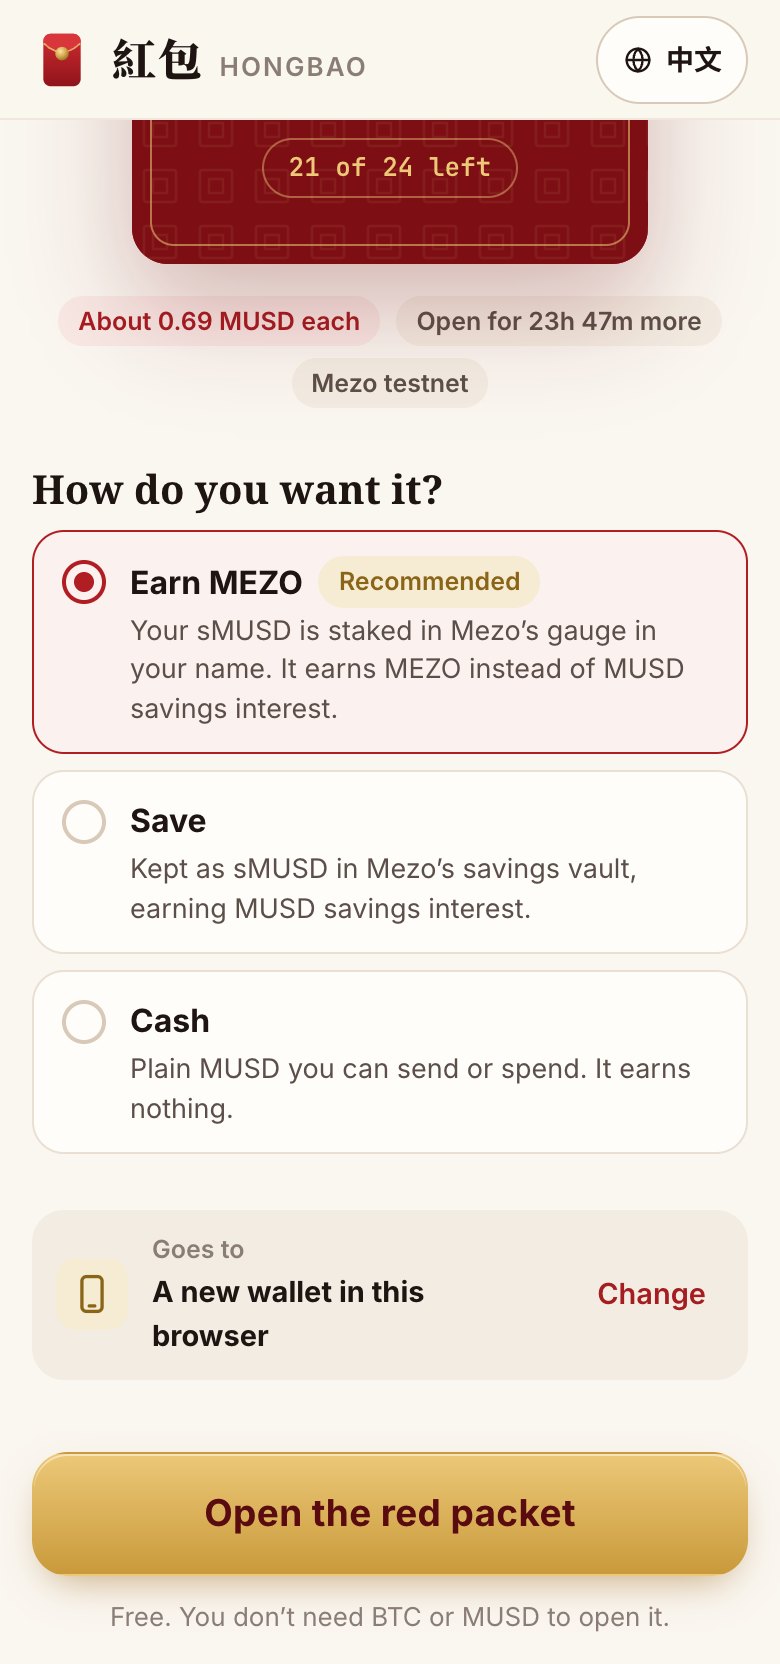 紅包 HONGBAO
中文
21 of 24 left
About 0.69 MUSD each
Open for 23h 47m more
Mezo testnet
How do you want it?
Earn MEZO Recommended
Your sMUSD is staked in Mezo’s gauge in
your name. It earns MEZO instead of MUSD
savings interest.
Save
Kept as sMUSD in Mezo’s savings vault,
earning MUSD savings interest.
Cash
Plain MUSD you can send or spend. It earns
nothing.
Goes to
A new wallet in this
browser
Change
Open the red packet
Free. You don’t need BTC or MUSD to open it.